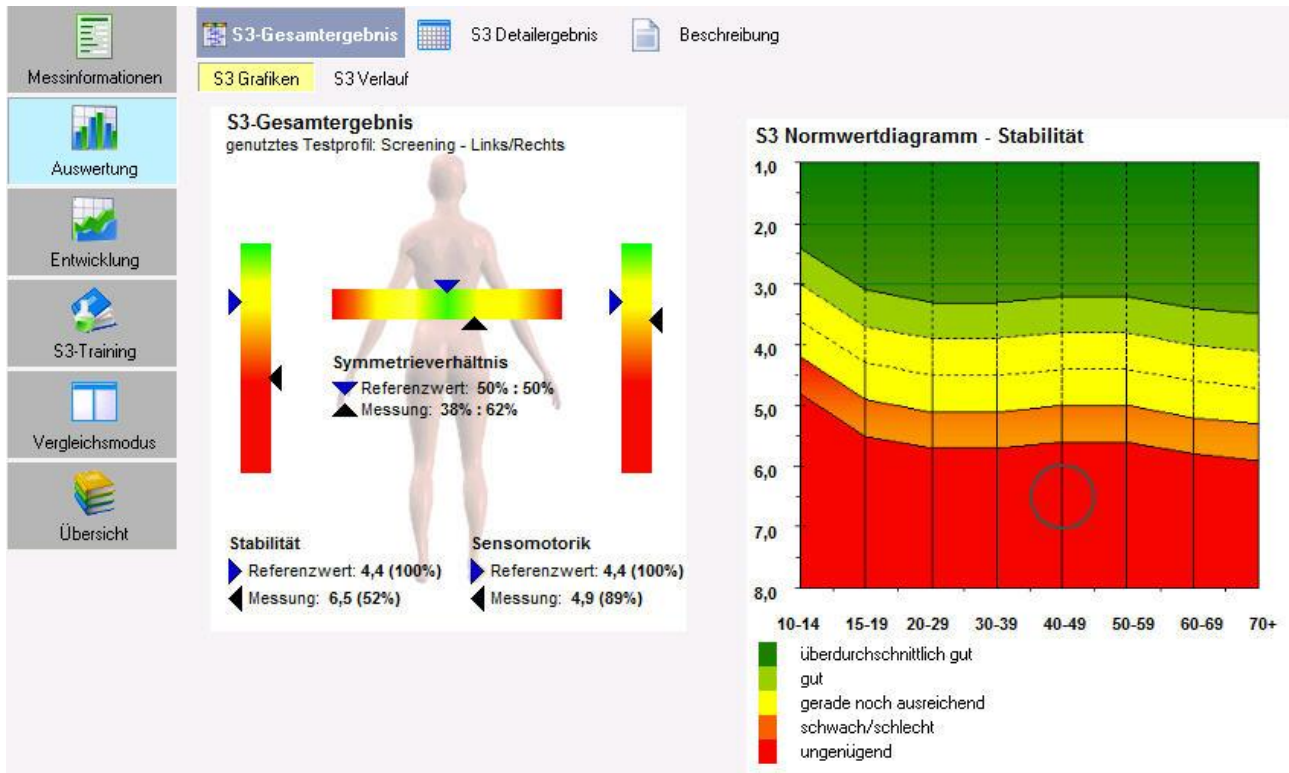 Messinformationen
Auswertung
Entwicklung
S3-Training
Vergleichsmodus
Übersicht
S3-Gesamtergebnis
S3 Detailergebnis
Beschreibung
S3 Grafiken
S3 Verlauf
S3-Gesamtergebnis
genutztes Testprofil: Screening - Links/Rechts
Symmetrieverhältnis
Referenzwert: 50% : 50%
Messung: 38% : 62%
Stabilität
Referenzwert: 4,4 (100%)
Messung: 6,5 (52%)
Sensomotorik
Referenzwert: 4,4 (100%)
Messung: 4,9 (89%)
S3 Normwertdiagramm - Stabilität
1,0
2,0
3,0
4,0
5,0
6,0
7,0
8,0
10-14 15-19 20-29 30-39 40-49 50-59 60-69 70+
überdurchschnittlich gut
gut
gerade noch ausreichend
schwach/schlecht
ungenügend